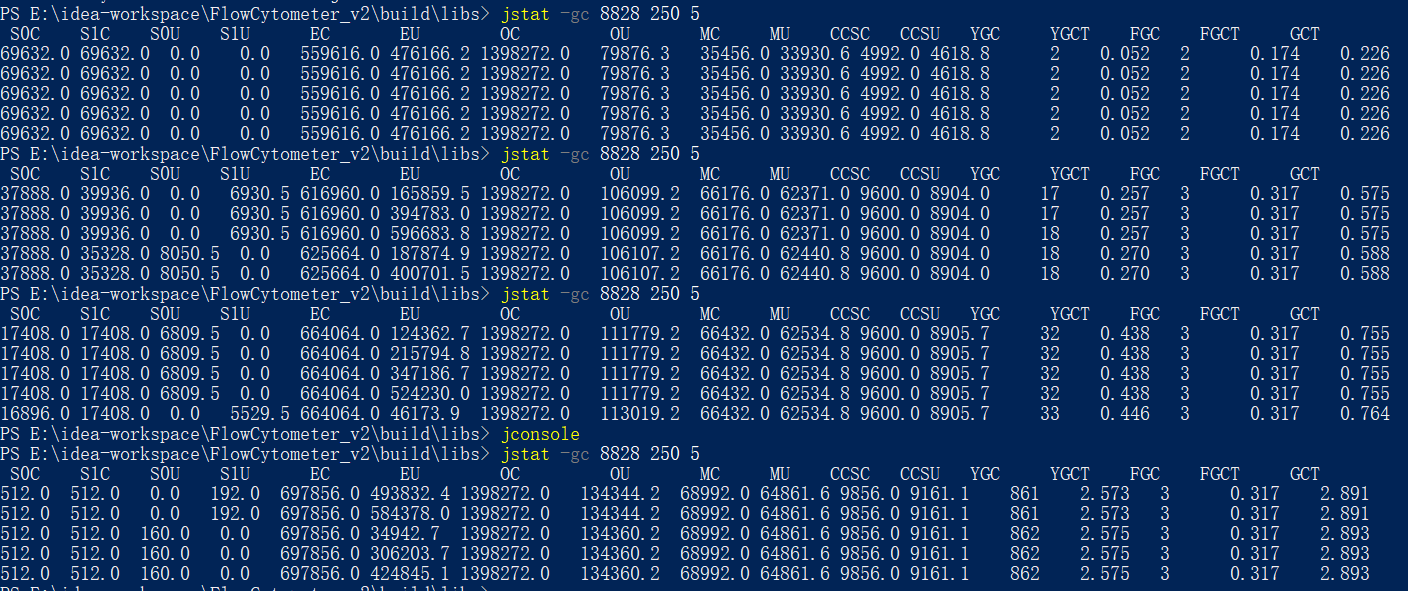 PS E:\idea-workspace\FlowCytometer_v2\build\libs> jstat -gc 8828 250 5
S0C S1C S0U S1U EC EU OC OU MC MU CCSC CCSU YGC YGCT FGC FGCT GCT
69632.0 69632.0 0.0 0.0 559616.0 476166.2 1398272.0 79876.3 35456.0 33930.6 4992.0 4618.8 2 0.052 2 0.174 0.226
69632.0 69632.0 0.0 0.0 559616.0 476166.2 1398272.0 79876.3 35456.0 33930.6 4992.0 4618.8 2 0.052 2 0.174 0.226
69632.0 69632.0 0.0 0.0 559616.0 476166.2 1398272.0 79876.3 35456.0 33930.6 4992.0 4618.8 2 0.052 2 0.174 0.226
69632.0 69632.0 0.0 0.0 559616.0 476166.2 1398272.0 79876.3 35456.0 33930.6 4992.0 4618.8 2 0.052 2 0.174 0.226
69632.0 69632.0 0.0 0.0 559616.0 476166.2 1398272.0 79876.3 35456.0 33930.6 4992.0 4618.8 2 0.052 2 0.174 0.226
PS E:\idea-workspace\FlowCytometer_v2\build\libs> jstat -gc 8828 250 5
S0C S1C S0U S1U EC EU OC OU MC MU CCSC CCSU YGC YGCT FGC FGCT GCT
37888.0 39936.0 0.0 6930.5 616960.0 165859.5 1398272.0 106099.2 66176.0 62371.0 9600.0 8904.0 17 0.257 3 0.317 0.575
37888.0 39936.0 0.0 6930.5 616960.0 394783.0 1398272.0 106099.2 66176.0 62371.0 9600.0 8904.0 17 0.257 3 0.317 0.575
37888.0 39936.0 0.0 6930.5 616960.0 596683.8 1398272.0 106099.2 66176.0 62371.0 9600.0 8904.0 18 0.257 3 0.317 0.575
37888.0 35328.0 8050.5 0.0 625664.0 187874.9 1398272.0 106107.2 66176.0 62440.8 9600.0 8904.0 18 0.270 3 0.317 0.588
37888.0 35328.0 8050.5 0.0 625664.0 400701.5 1398272.0 106107.2 66176.0 62440.8 9600.0 8904.0 18 0.270 3 0.317 0.588
PS E:\idea-workspace\FlowCytometer_v2\build\libs> jstat -gc 8828 250 5
S0C S1C S0U S1U EC EU OC OU MC MU CCSC CCSU YGC YGCT FGC FGCT GCT
17408.0 17408.0 6809.5 0.0 664064.0 124362.7 1398272.0 111779.2 66432.0 62534.8 9600.0 8905.7 32 0.438 3 0.317 0.755
17408.0 17408.0 6809.5 0.0 664064.0 215794.8 1398272.0 111779.2 66432.0 62534.8 9600.0 8905.7 32 0.438 3 0.317 0.755
17408.0 17408.0 6809.5 0.0 664064.0 347186.7 1398272.0 111779.2 66432.0 62534.8 9600.0 8905.7 32 0.438 3 0.317 0.755
17408.0 17408.0 6809.5 0.0 664064.0 524230.0 1398272.0 111779.2 66432.0 62534.8 9600.0 8905.7 32 0.438 3 0.317 0.755
16896.0 17408.0 0.0 5529.5 664064.0 46173.9 1398272.0 113019.2 66432.0 62534.8 9600.0 8905.7 33 0.446 3 0.317 0.764
PS E:\idea-workspace\FlowCytometer_v2\build\libs> jconsole
PS E:\idea-workspace\FlowCytometer_v2\build\libs> jstat -gc 8828 250 5
S0C S1C S0U S1U EC EU OC OU MC MU CCSC CCSU YGC YGCT FGC FGCT GCT
512.0 512.0 0.0 192.0 697856.0 493832.4 1398272.0 134344.2 68992.0 64861.6 9856.0 9161.1 861 2.573 3 0.317 2.891
512.0 512.0 0.0 192.0 697856.0 584378.0 1398272.0 134344.2 68992.0 64861.6 9856.0 9161.1 861 2.573 3 0.317 2.891
512.0 512.0 160.0 0.0 697856.0 34942.7 1398272.0 134360.2 68992.0 64861.6 9856.0 9161.1 862 2.575 3 0.317 2.893
512.0 512.0 160.0 0.0 697856.0 306203.7 1398272.0 134360.2 68992.0 64861.6 9856.0 9161.1 862 2.575 3 0.317 2.893
512.0 512.0 160.0 0.0 697856.0 424845.1 1398272.0 134360.2 68992.0 64861.6 9856.0 9161.1 862 2.575 3 0.317 2.893